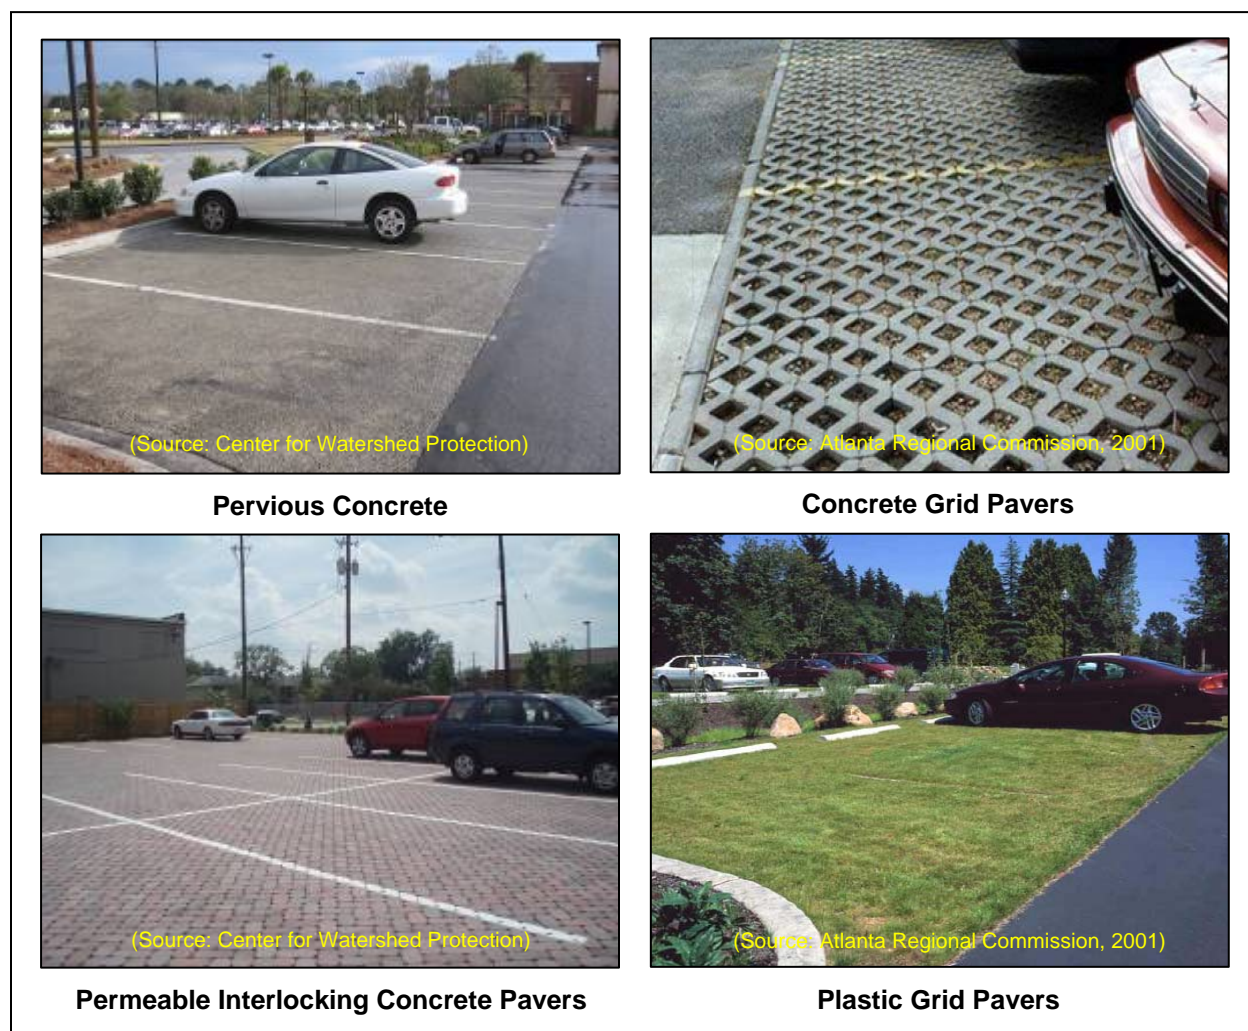 (Source: Center for Watershed Protection)
(Source: Atlanta Regional Commission, 2001)
Pervious Concrete
Concrete Grid Pavers
(Source: Center for Watershed Protection)
(Source: Atlanta Regional Commission, 2001)
Permeable Interlocking Concrete Pavers
Plastic Grid Pavers